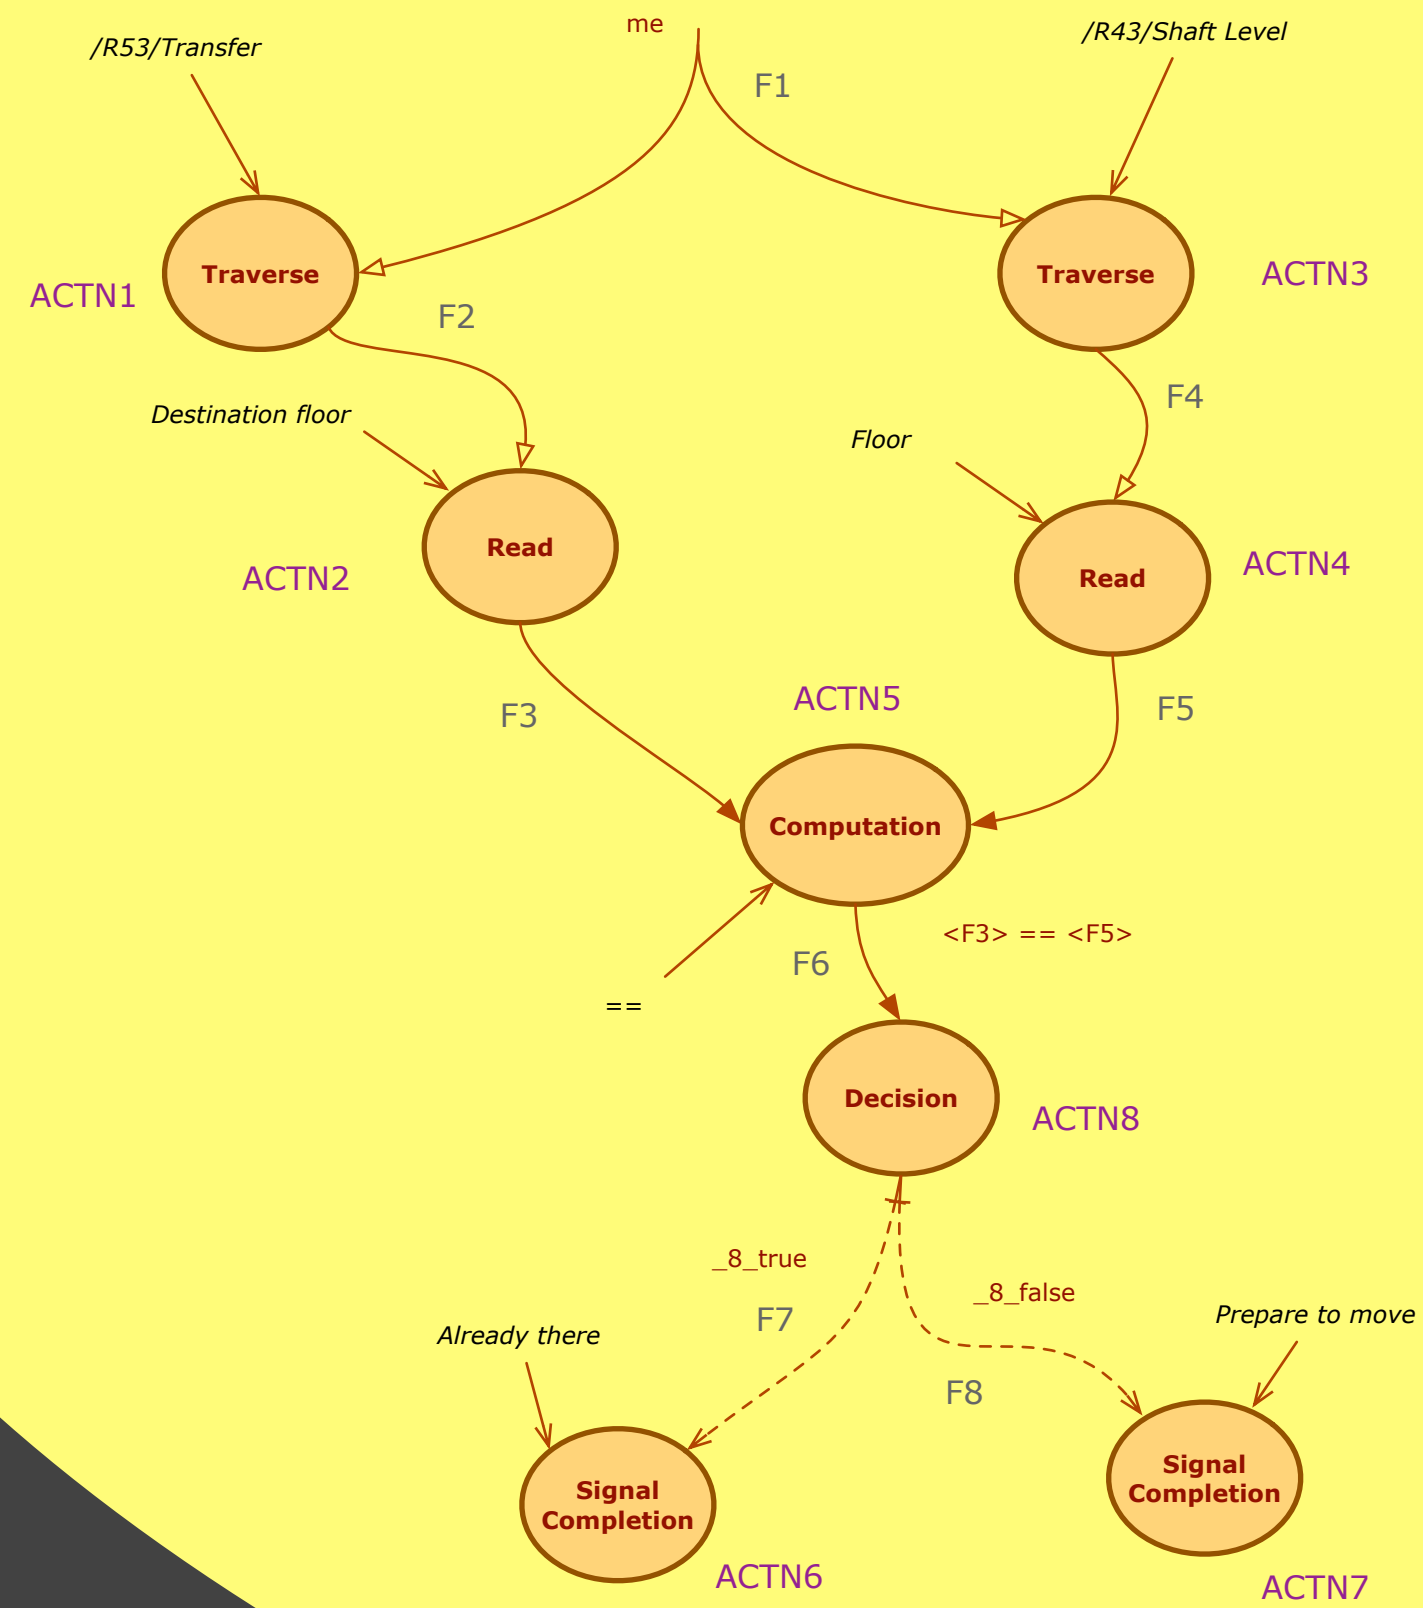 me
/R53/Transfer
/R43/Shaft Level
F1
Traverse
Traverse
ACTN1
ACTN3
F2
F4
Destination floor
Floor
Read
Read
ACTN2
ACTN4
ACTN5
F3
F5
Computation
<F3> == <F5>
F6
==
Decision
ACTN8
_8_true
_8_false
F7
Already there
Prepare to move
F8
Signal
Completion
Signal
Completion
ACTN6
ACTN7